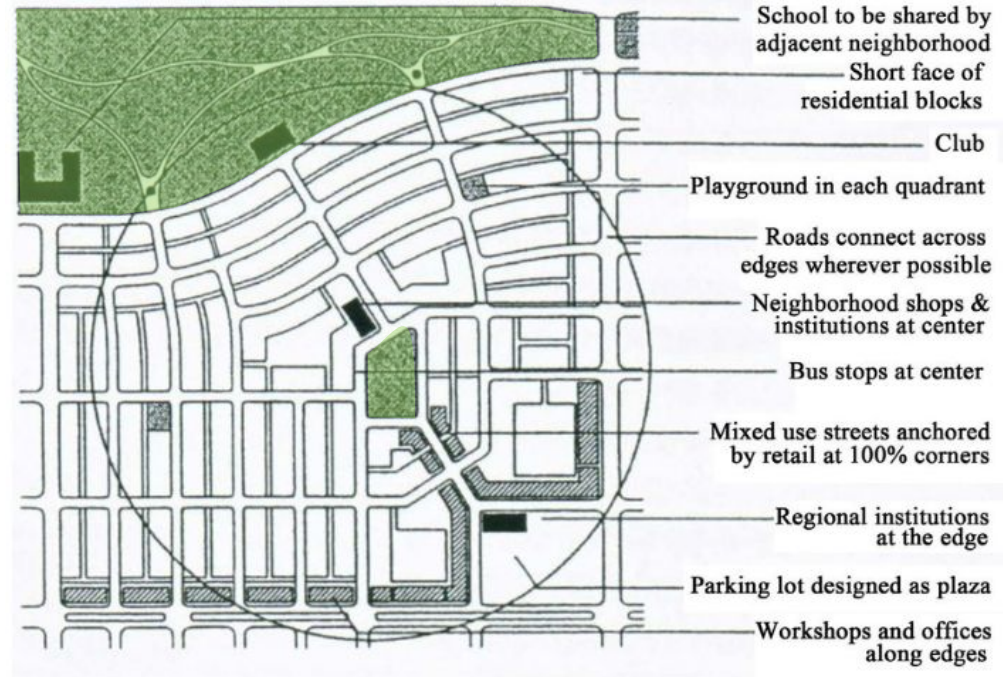 School to be shared by
adjacent neighborhood
Short face of
residential blocks
Club
Playground in each quadrant
Roads connect across
edges wherever possible
Neighborhood shops &
institutions at center
Bus stops at center
Mixed use streets anchored
by retail at 100% corners
Regional institutions
at the edge
Parking lot designed as plaza
Workshops and offices
along edges